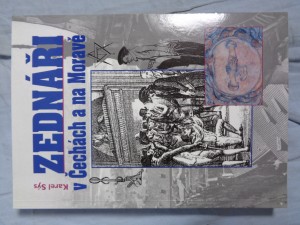 Karel Sýs
ZEDNÁŘI
v Čechách a na Moravě